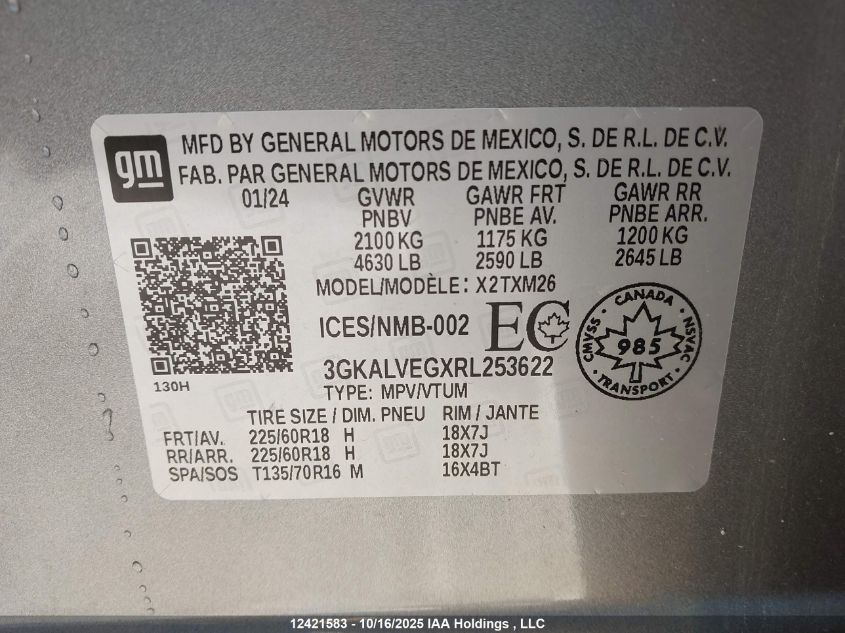 gm
MFD BY GENERAL MOTORS DE MEXICO, S. DE R.L. DE C.V.
FAB. PAR GENERAL MOTORS DE MEXICO, S. DE R.L. DE C.V.
01/24 GVWR GAWR FRT GAWR RR
PNBV PNBE AV. PNBE ARR.
2100 KG 1175 KG 1200 KG
4630 LB 2590 LB 2645 LB
MODEL/MODÈLE: X2TXM26
ICES/NMB-002 EC
CANADA
CMVSS 985 NSVAC
TRANSPORT
3GKALVEGXRL253622
130H TYPE: MPV/VTUM
TIRE SIZE / DIM. PNEU RIM / JANTE
FRT/AV. 225/60R18 H 18X7J
RR/ARR. 225/60R18 H 18X7J
SPA/SOS T135/70R16 M 16X4BT
12421583 - 10/16/2025 IAA Holdings , LLC